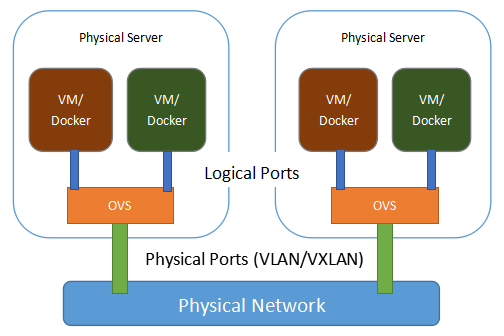 Physical Server
Physical Server
VM/
Docker
VM/
Docker
VM/
Docker
VM/
Docker
Logical Ports
OVS
OVS
Physical Ports (VLAN/VXLAN)
Physical Network